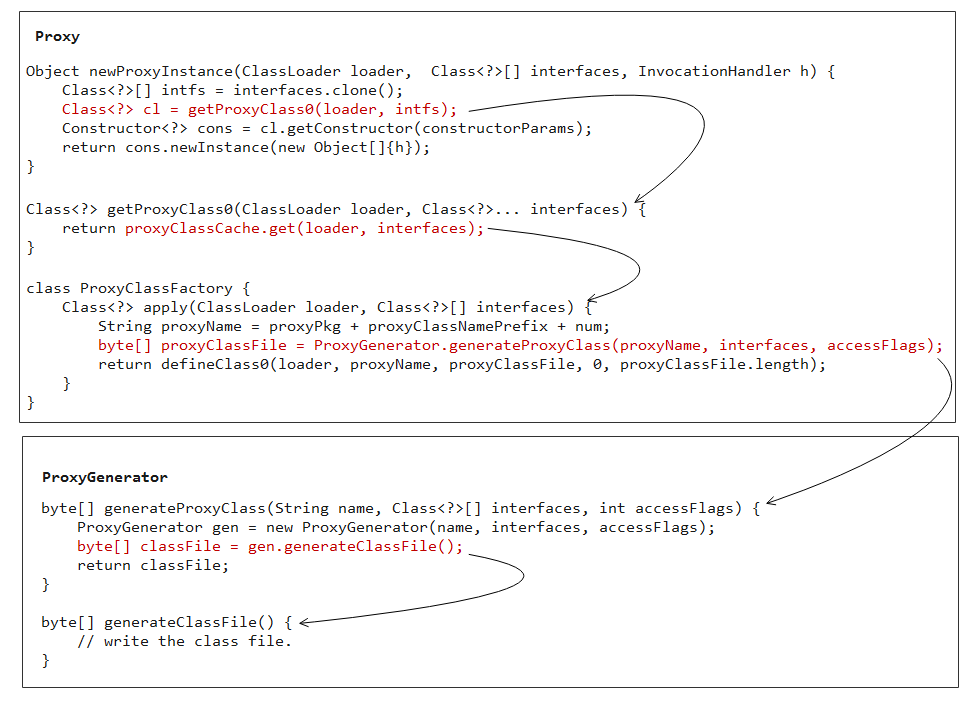 Proxy
Object newProxyInstance(ClassLoader loader,  Class<?>[] interfaces, InvocationHandler h) {
    Class<?>[] intfs = interfaces.clone();
    Class<?> cl = getProxyClass0(loader, intfs);
    Constructor<?> cons = cl.getConstructor(constructorParams);
    return cons.newInstance(new Object[]{h});
}
Class<?> getProxyClass0(ClassLoader loader, Class<?>... interfaces) {
    return proxyClassCache.get(loader, interfaces);
}
class ProxyClassFactory {
    Class<?> apply(ClassLoader loader, Class<?>[] interfaces) {
        String proxyName = proxyPkg + proxyClassNamePrefix + num;
        byte[] proxyClassFile = ProxyGenerator.generateProxyClass(proxyName, interfaces, accessFlags);
        return defineClass0(loader, proxyName, proxyClassFile, 0, proxyClassFile.length);
    }
}
ProxyGenerator
byte[] generateProxyClass(String name, Class<?>[] interfaces, int accessFlags) {
    ProxyGenerator gen = new ProxyGenerator(name, interfaces, accessFlags);
    byte[] classFile = gen.generateClassFile();
    return classFile;
}
byte[] generateClassFile() {
    // write the class file.
}